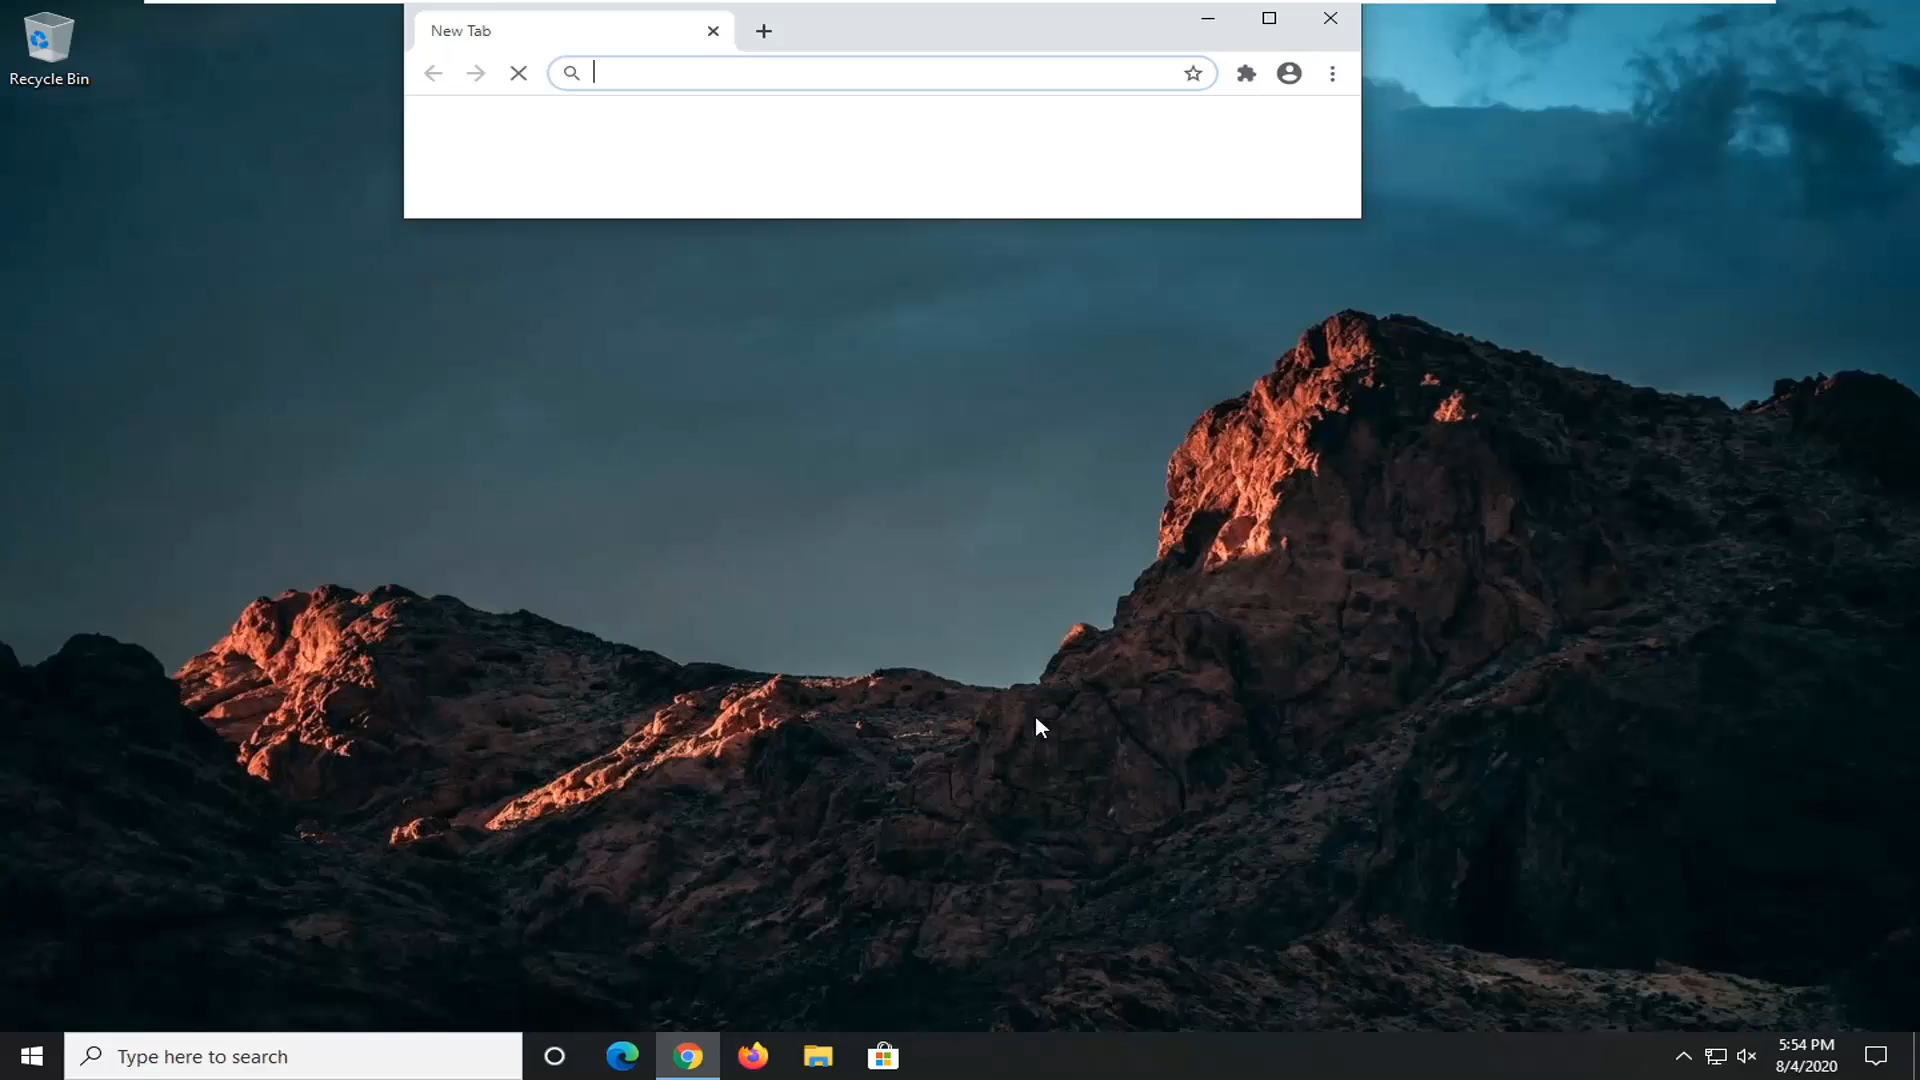 New Tab
Recycle Bin
Type here to search
5:54 PM
8/4/2020